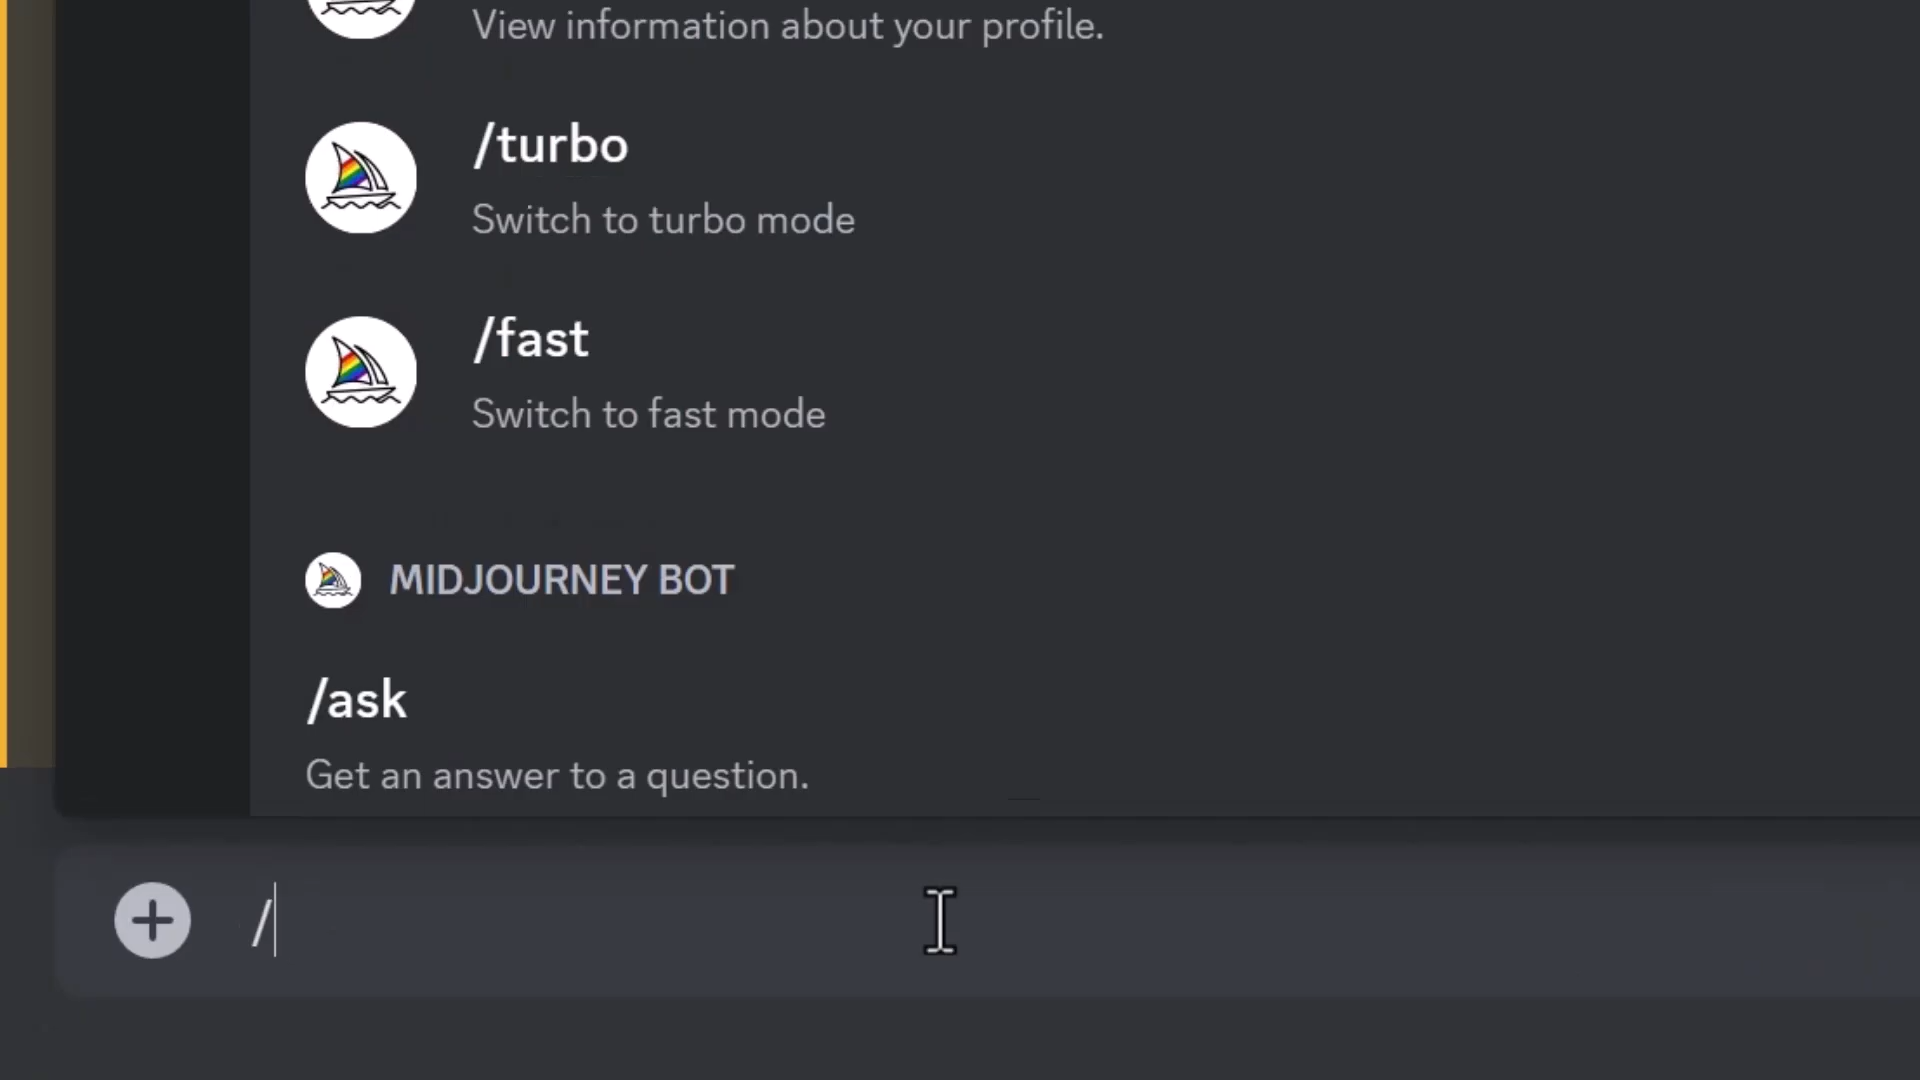 View information about your profile.
/turbo
Switch to turbo mode
/fast
Switch to fast mode
MIDJOURNEY BOT
/ask
Get an answer to a question.
/